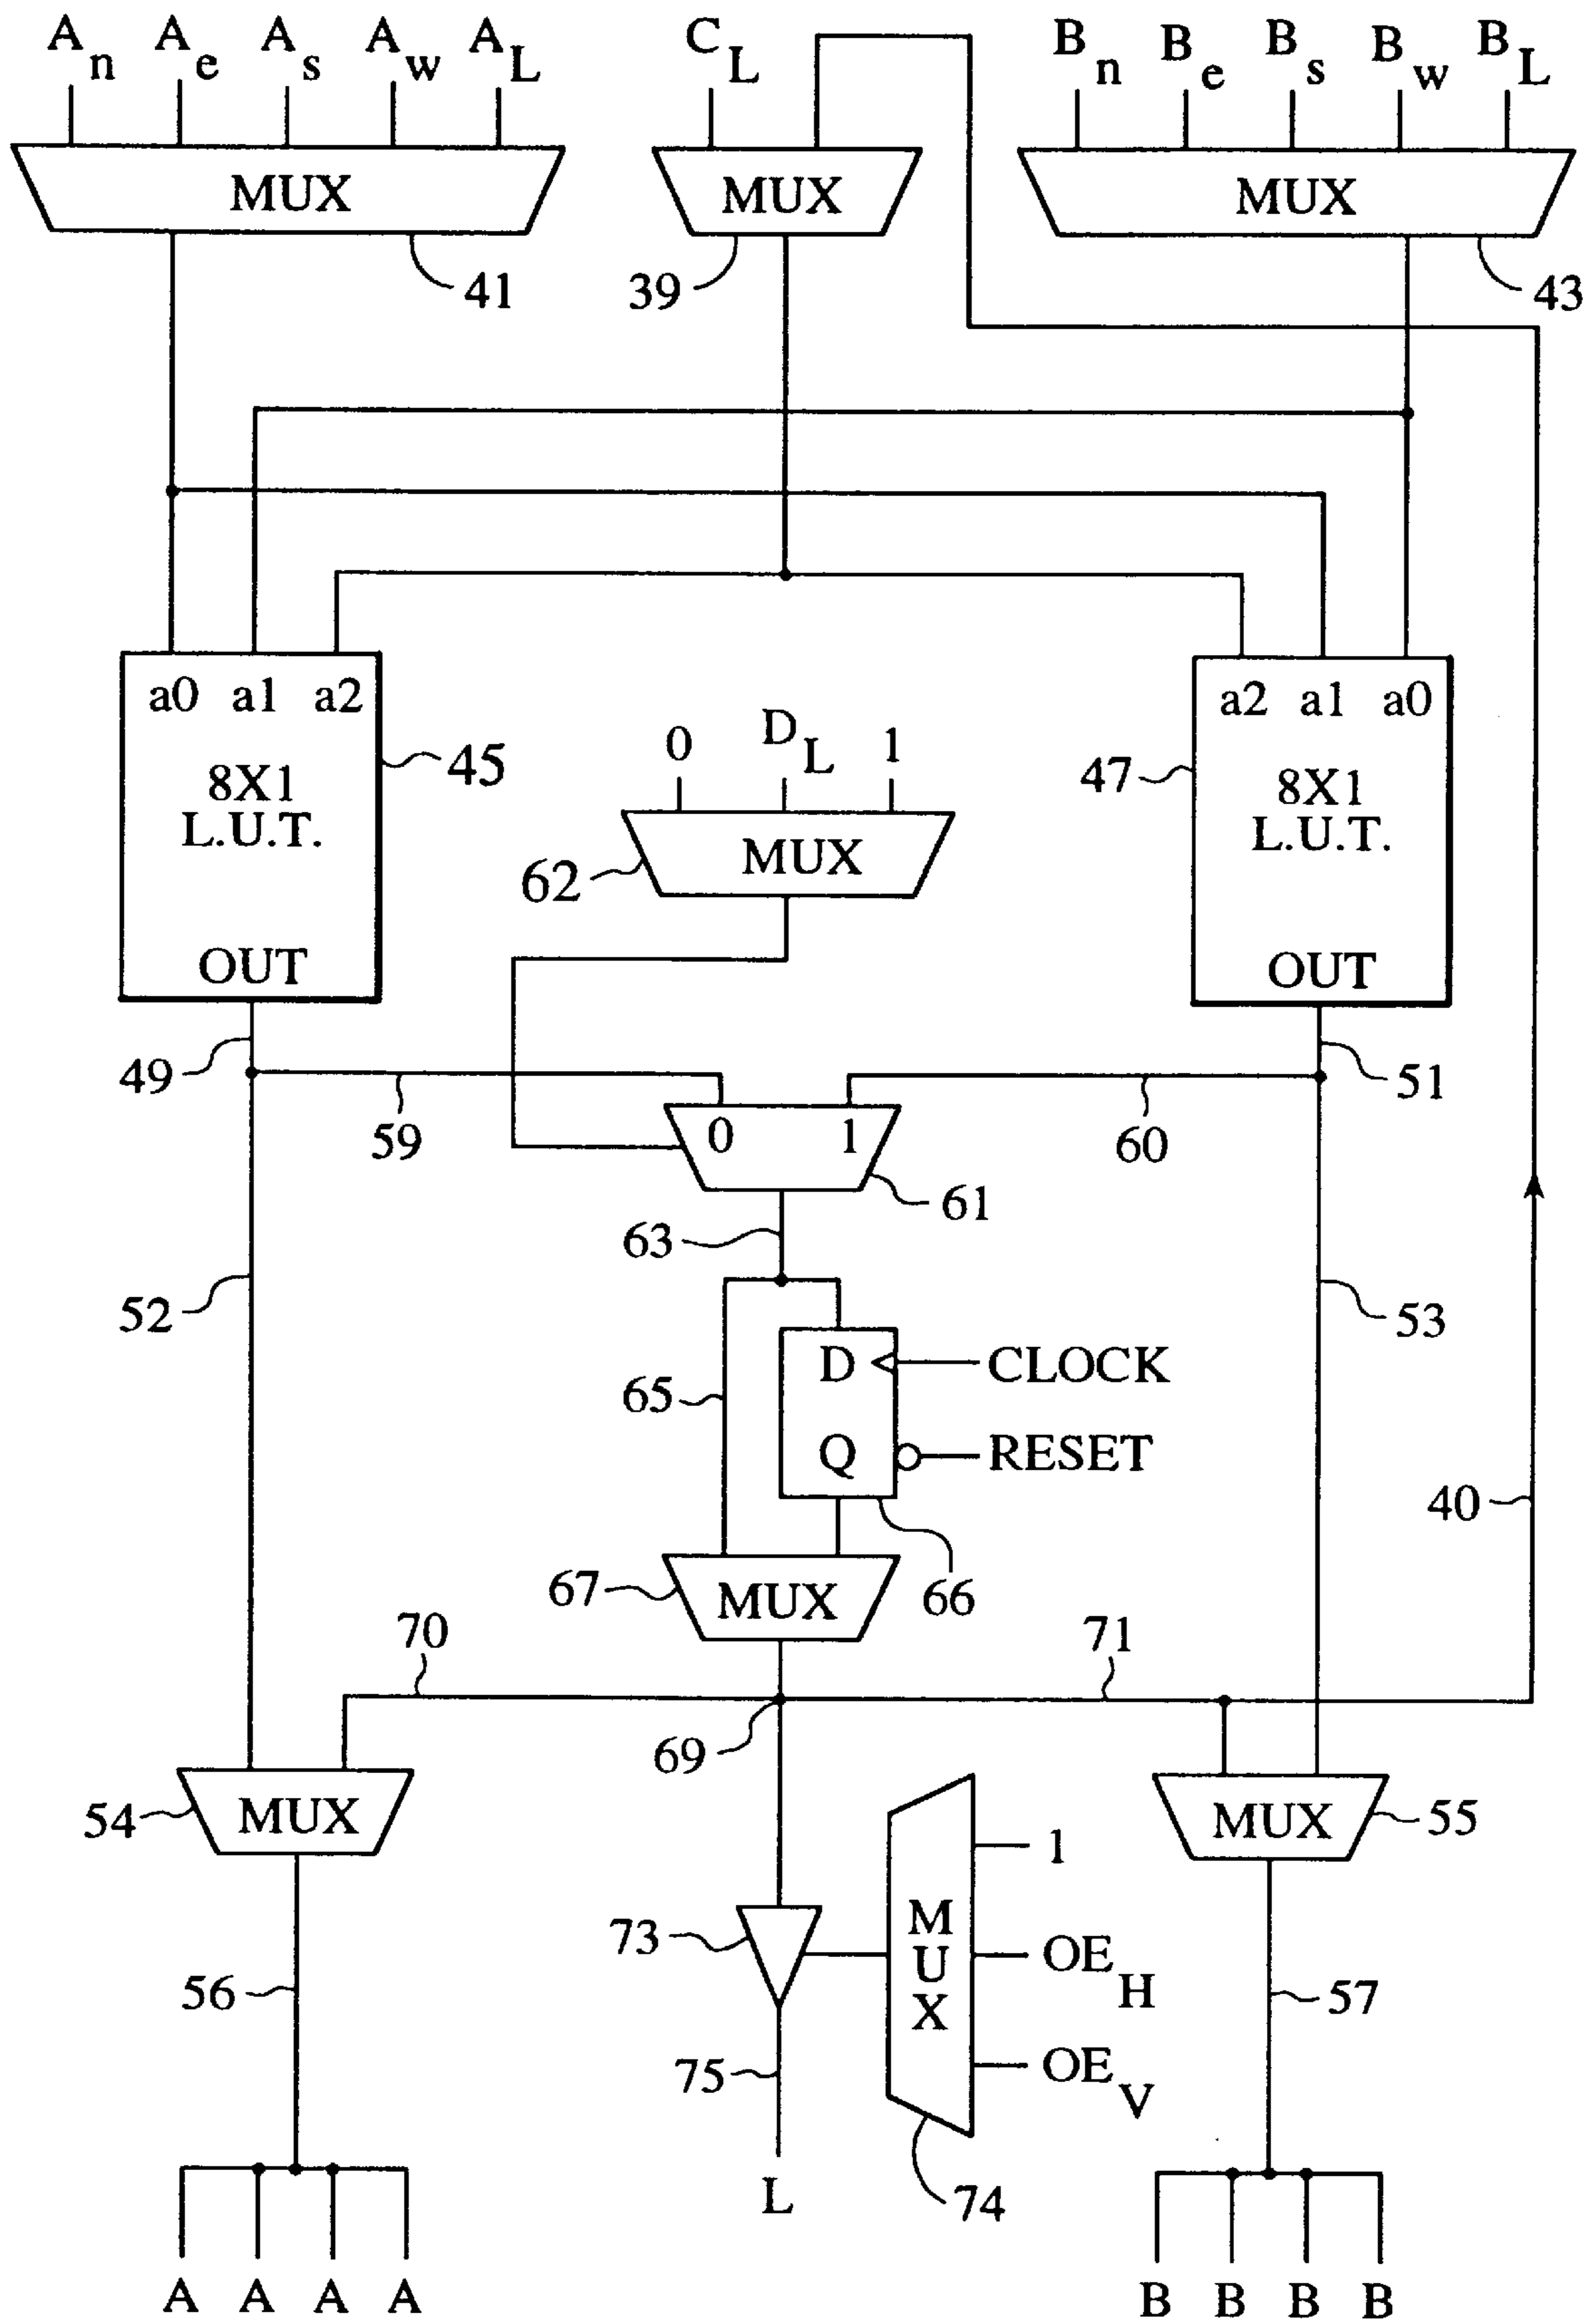 An Ae As Aw AL CL Bn Be Bs Bw BL
MUX MUX MUX
41 39 43
a0 a1 a2 a2 a1 a0
0 DL 1
45 47
8X1 8X1
L.U.T. L.U.T.
62 MUX
OUT OUT
49 51
59 0 1 60
61
63
52 53
D CLOCK
65
Q RESET
40
67 MUX 66
70 71
69
54 MUX MUX 55
1
73 MUX OEH
56 57
75 OEV
L 74
A A A A B B B B